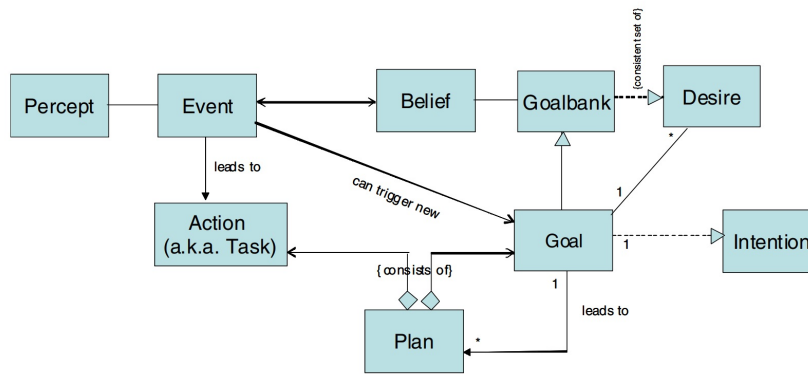 {consistent set of}
Percept
Event
Belief
Goalbank
Desire
*
leads to
can trigger new
1
Action
(a.k.a. Task)
Goal
1
Intention
{ consists of}
1
leads to
Plan
*